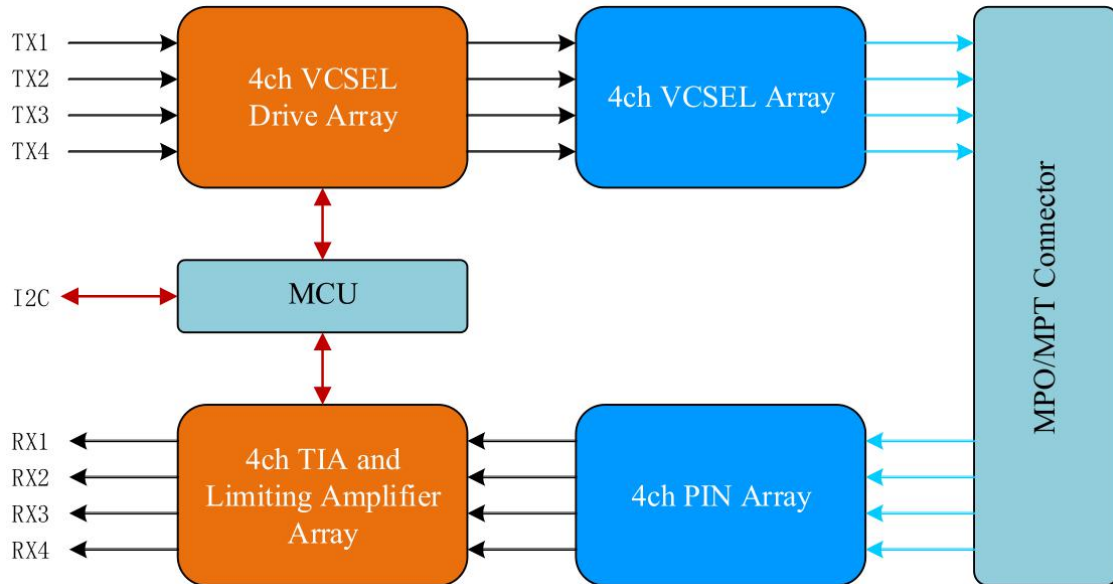 TX1
TX2
TX3
TX4
4ch VCSEL
Drive Array
4ch VCSEL Array
MPO/MPT Connector
I2C
MCU
RX1
RX2
RX3
RX4
4ch TIA and
Limiting Amplifier
Array
4ch PIN Array